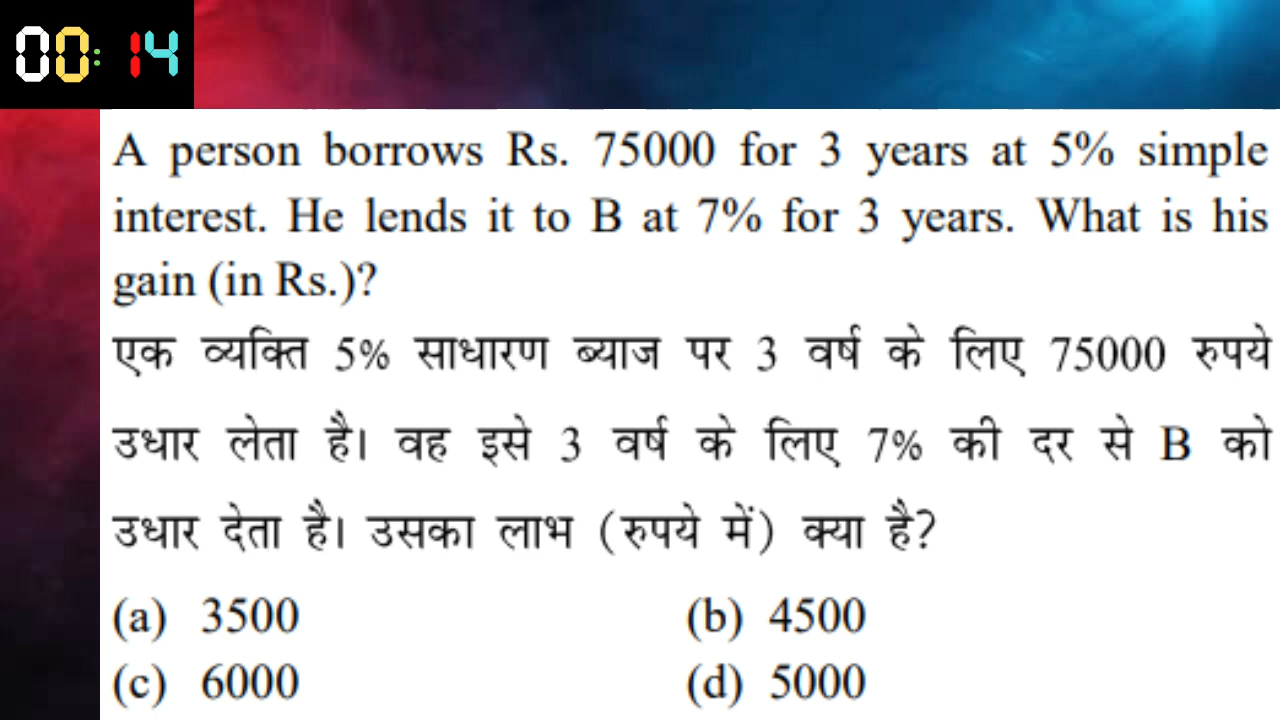 00:14
A person borrows Rs. 75000 for 3 years at 5% simple
interest. He lends it to B at 7% for 3 years. What is his
gain (in Rs.)?
एक व्यक्ति 5% साधारण ब्याज पर 3 वर्ष के लिए 75000 रुपये
उधार लेता है। वह इसे 3 वर्ष के लिए 7% की दर से B को
उधार देता है। उसका लाभ (रुपये में) क्या है?
(a) 3500 (b) 4500
(c) 6000 (d) 5000